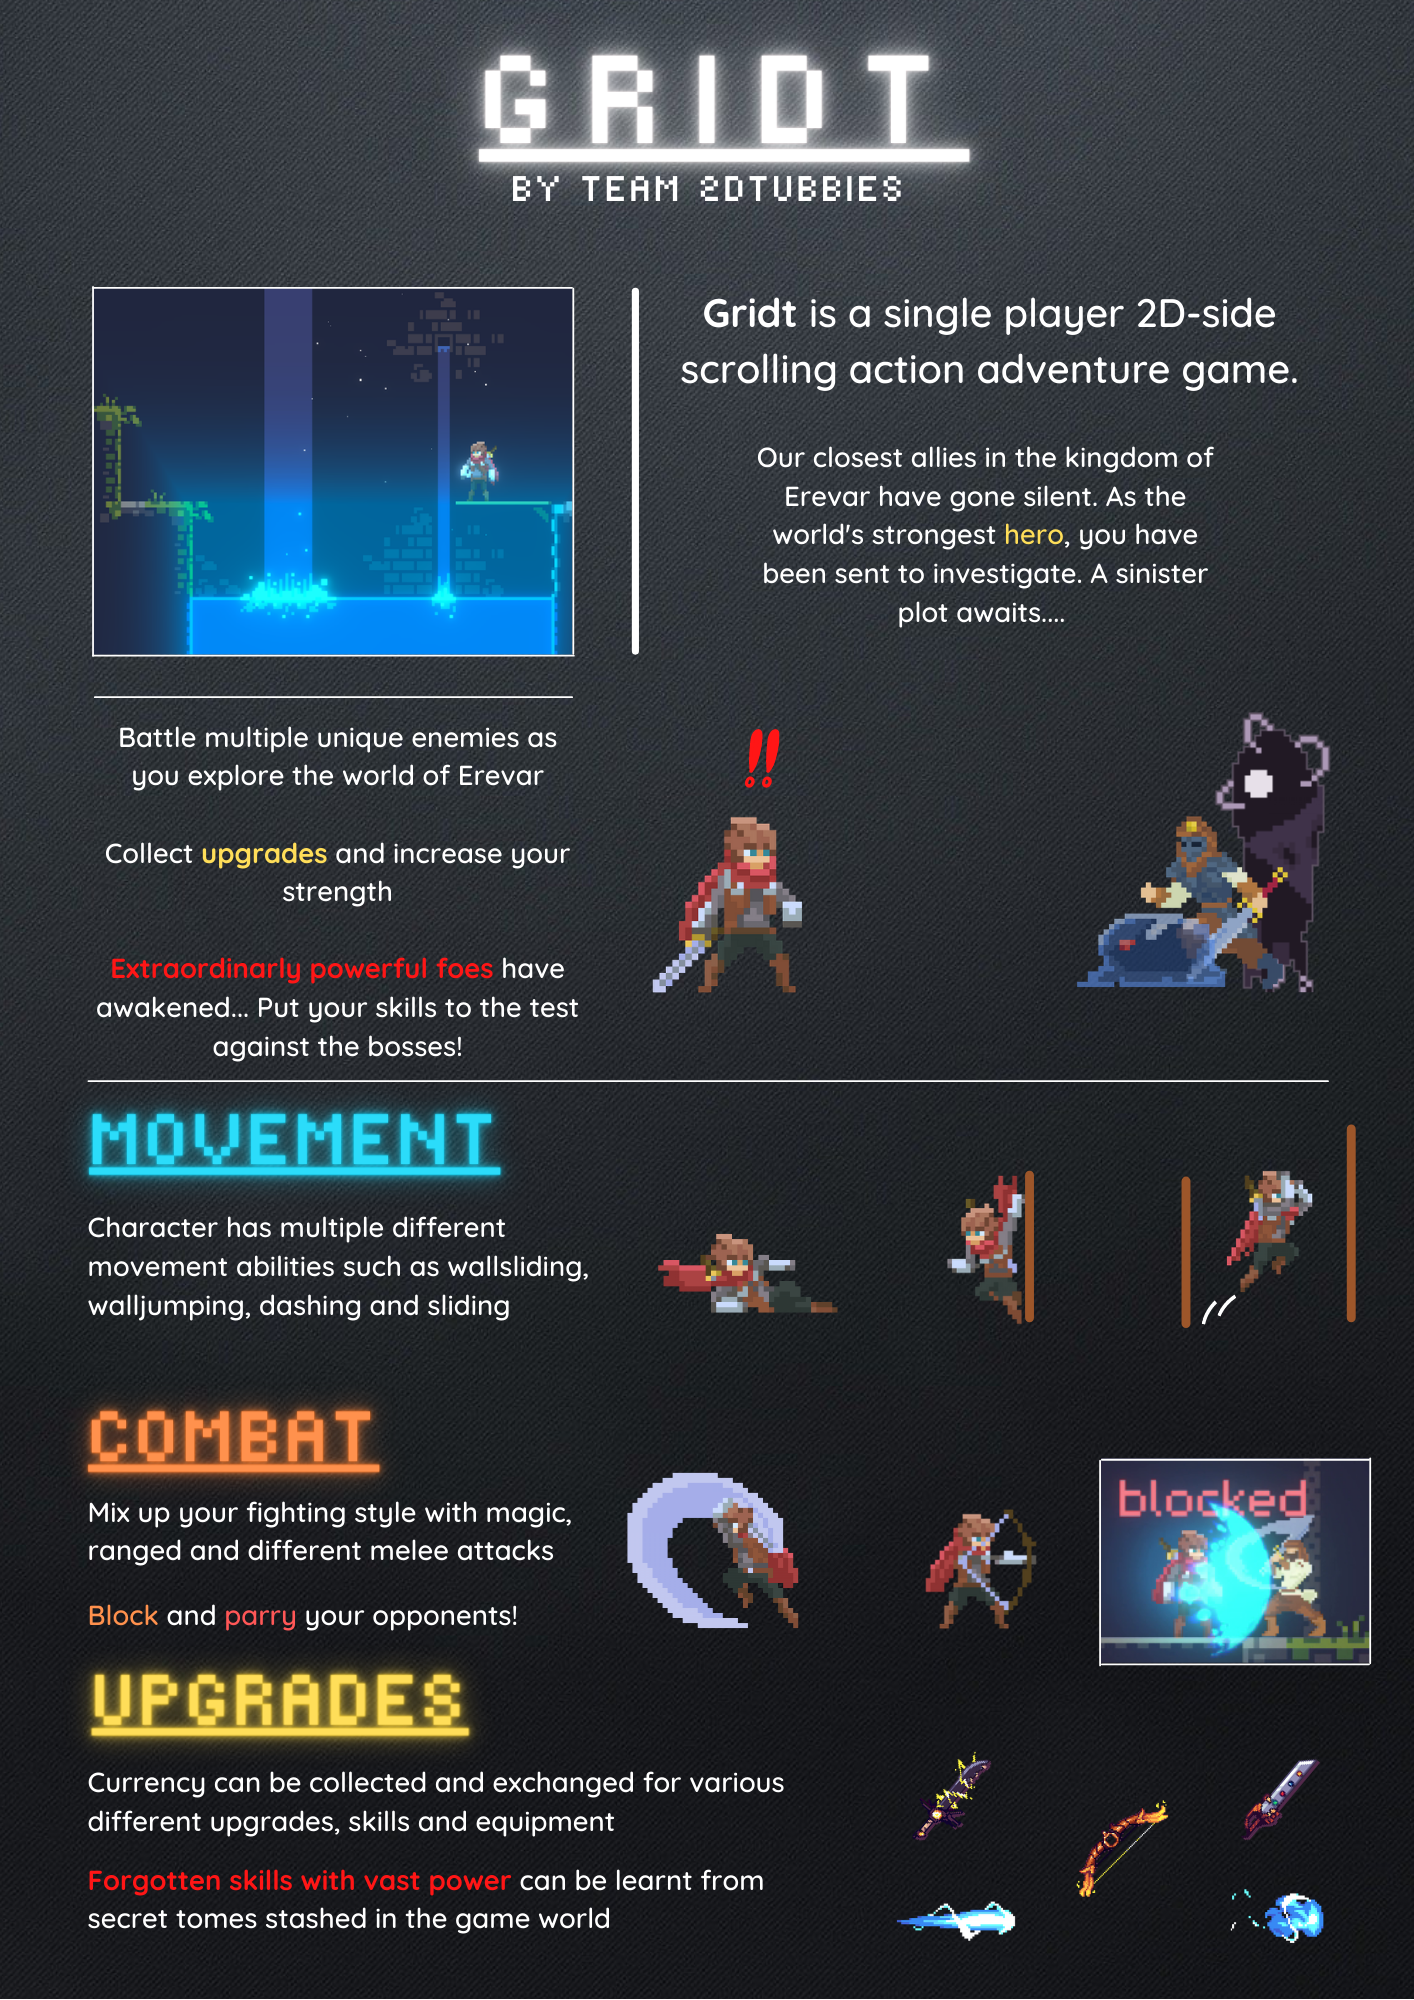 GRIDT
BY TEAM 2DTUBBIES
Gridt is a single player 2D-side
scrolling action adventure game.
Our closest allies in the kingdom of
Erevar have gone silent. As the
world's strongest hero, you have
been sent to investigate. A sinister
plot awaits....
Battle multiple unique enemies as
you explore the world of Erevar
Collect upgrades and increase your
strength
Extraordinarly powerful foes have
awakened... Put your skills to the test
against the bosses!
!!
MOVEMENT
Character has multiple different
movement abilities such as wallsliding,
walljumping, dashing and sliding
COMBAT
Mix up your fighting style with magic,
ranged and different melee attacks
Block and parry your opponents!
blocked
UPGRADES
Currency can be collected and exchanged for various
different upgrades, skills and equipment
Forgotten skills with vast power can be learnt from
secret tomes stashed in the game world